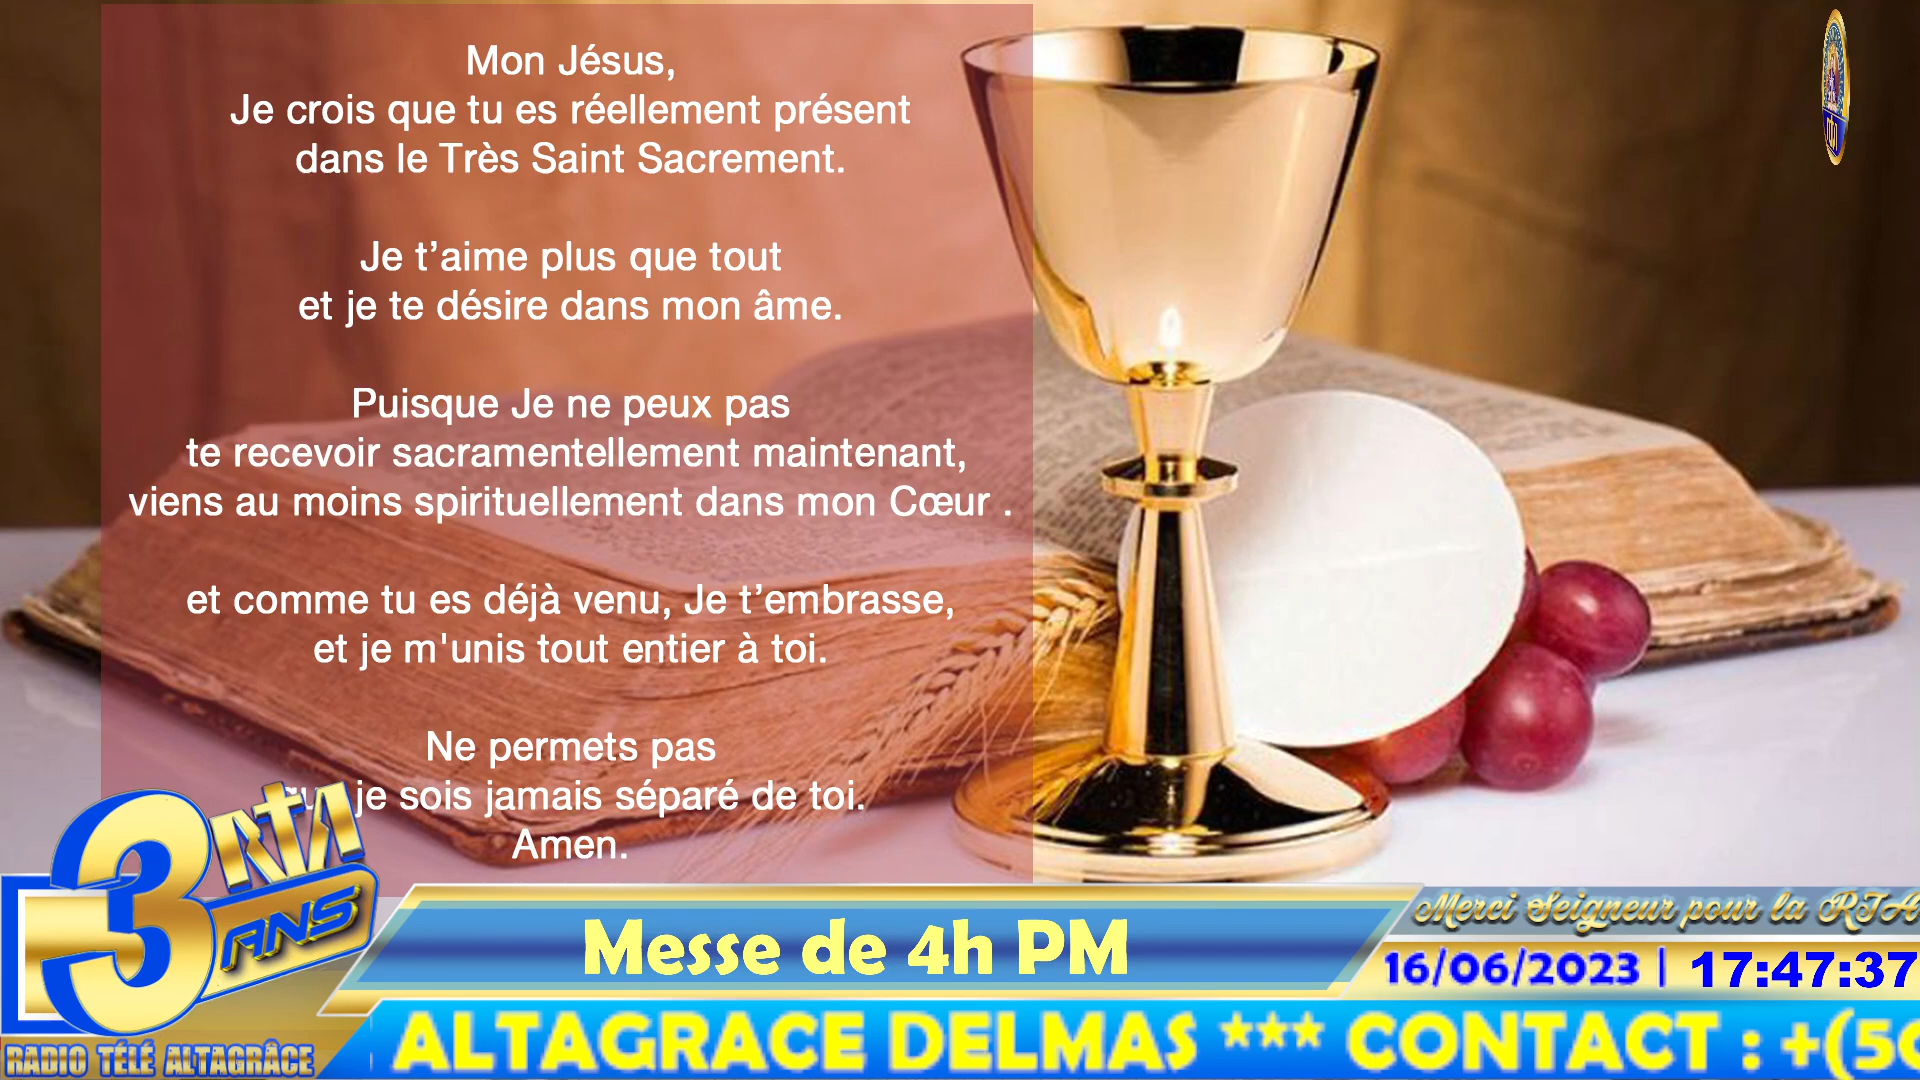 Mon Jésus,
Je crois que tu es réellement présent
dans le Très Saint Sacrement.
Je t’aime plus que tout
et je te désire dans mon âme.
Puisque Je ne peux pas
te recevoir sacramentellement maintenant,
viens au moins spirituellement dans mon Cœur .
et comme tu es déjà venu, Je t’embrasse,
et je m'unis tout entier à toi.
Ne permets pas
je sois jamais séparé de toi.
Amen.
3 RTA
ANS
RADIO TÉLÉ ALTAGRÂCE
Messe de 4h PM
Merci Seigneur pour la RTA
16/06/2023 | 17:47:37
ALTAGRACE DELMAS *** CONTACT : +(50